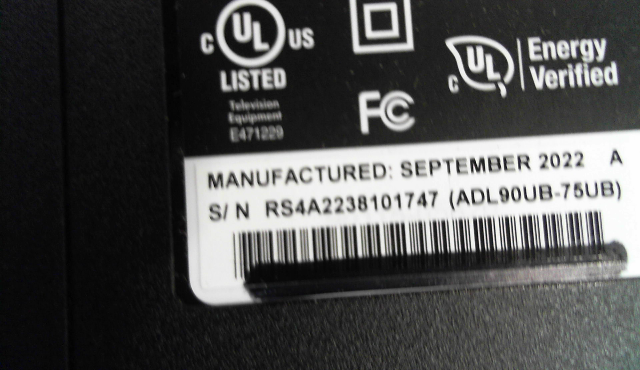 C UL US
LISTED
Television
Equipment
E471229
FC
C UL
Energy
Verified
MANUFACTURED: SEPTEMBER 2022 A
S/N RS4A2238101747 (ADL90UB-75UB)